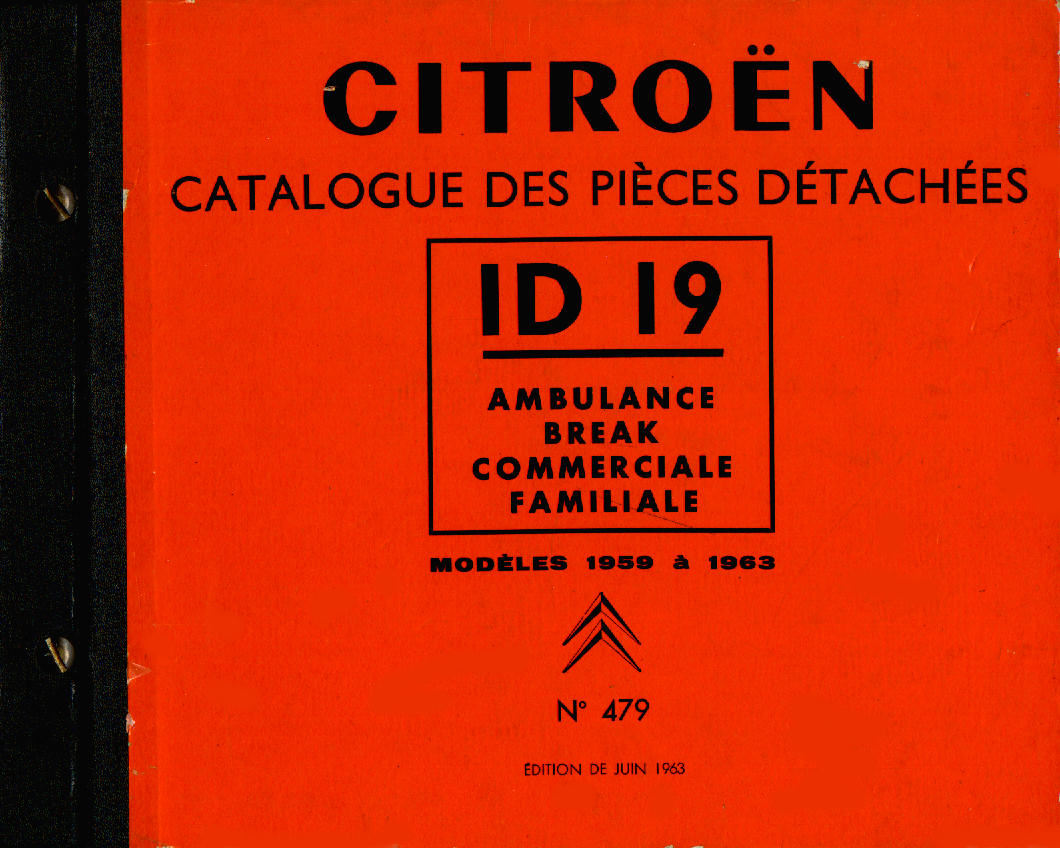 CITROËN
CATALOGUE DES PIÈCES DÉTACHÉES
ID 19
AMBULANCE
BREAK
COMMERCIALE
FAMILIALE
MODÈLES 1959 à 1963
N° 479
ÉDITION DE JUIN 1963